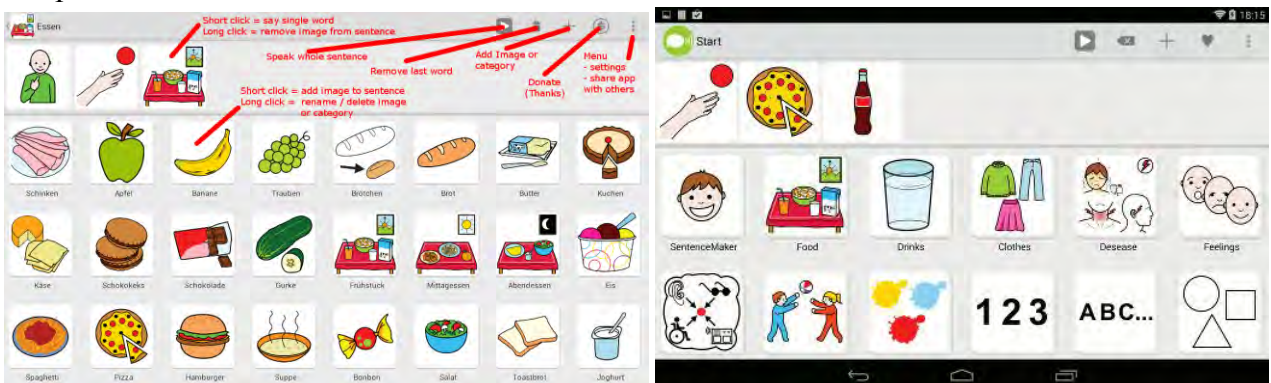 Essen
Short click = say single word
Long click = remove image from sentence
Speak whole sentence
Remove last word
Add Image or
category
Donate
(Thanks)
Menu
- settings
- share app
with others
Short click = add image to sentence
Long click = rename / delete image
or category
Schinken
Apfel
Banane
Trauben
Brötchen
Brot
Butter
Kuchen
Käse
Schokokeks
Schokolade
Gurke
Frühstück
Mittagessen
Abendessen
Eis
Spaghetti
Pizza
Hamburger
Suppe
Bonbon
Salat
Toastbrot
Joghurt
18:15
Start
SentenceMaker
Food
Drinks
Clothes
Desease
Feelings
1 2 3
ABC...